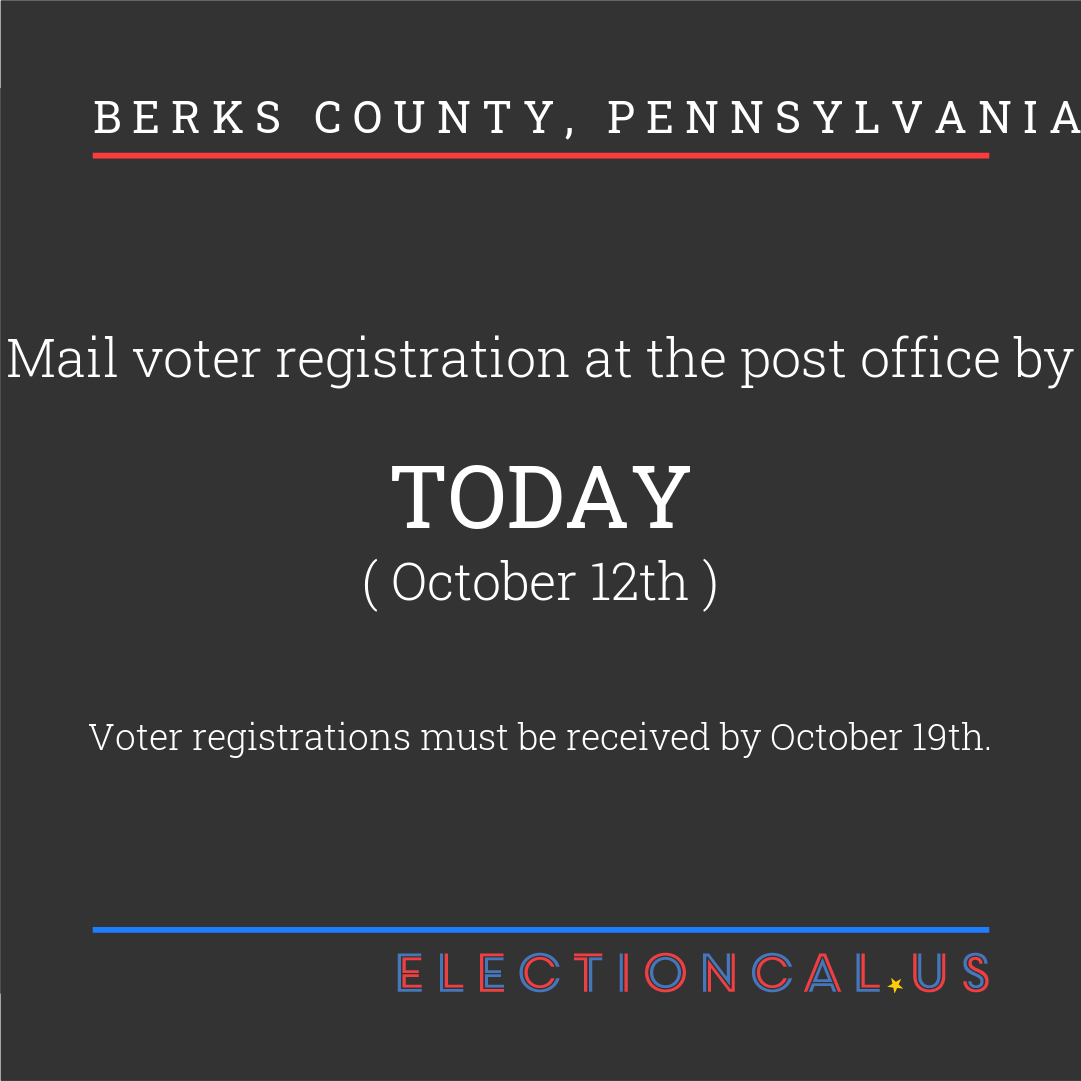 BERKS COUNTY, PENNSYLVANIA
Mail voter registration at the post office by
TODAY
( October 12th )
Voter registrations must be received by October 19th.
ELECTIONCAL.US